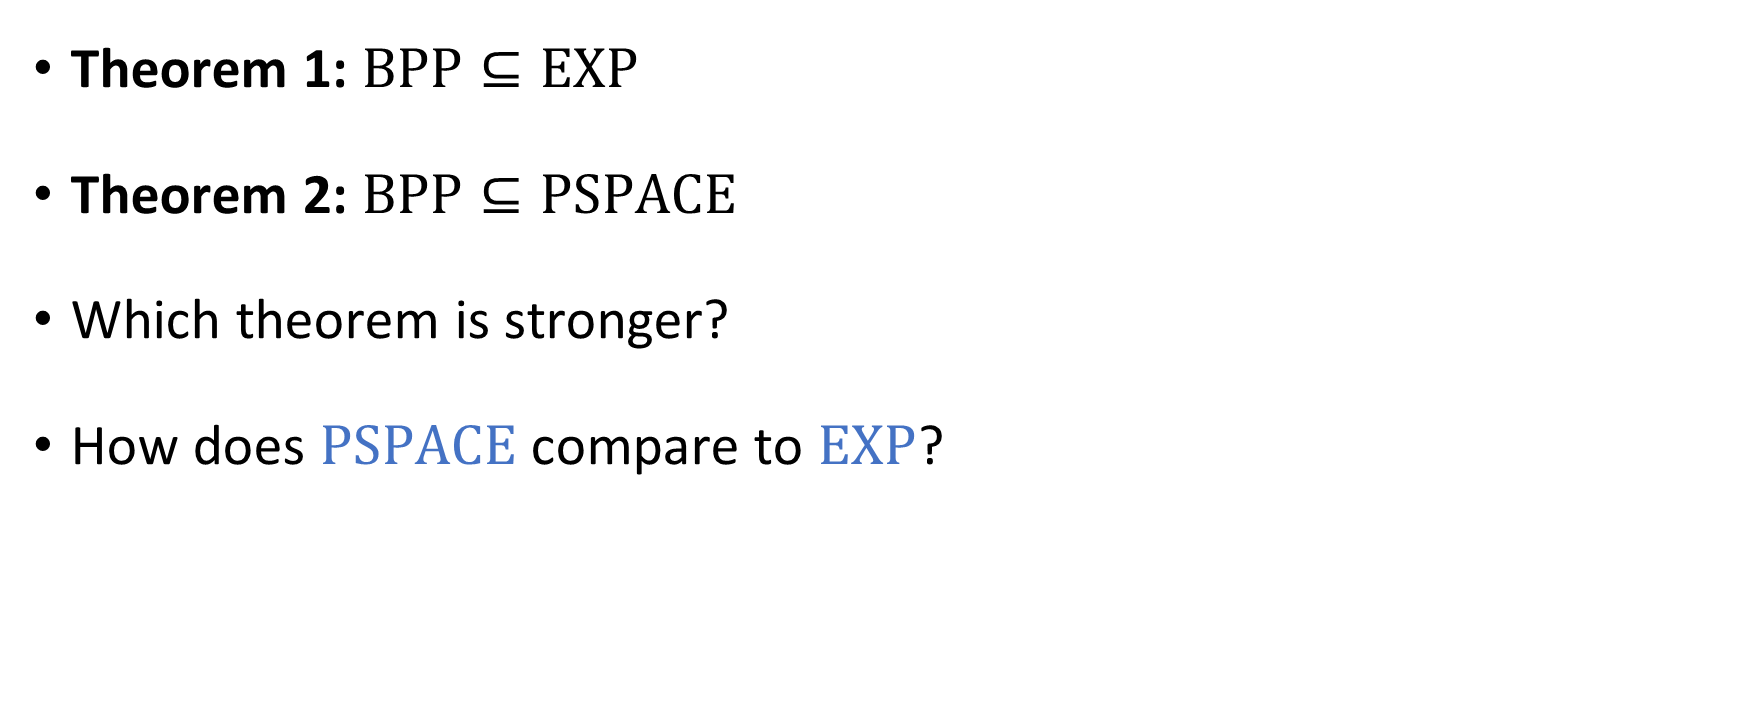 • Theorem 1: BPP ⊆ EXP
• Theorem 2: BPP ⊆ PSPACE
• Which theorem is stronger?
• How does PSPACE compare to EXP?